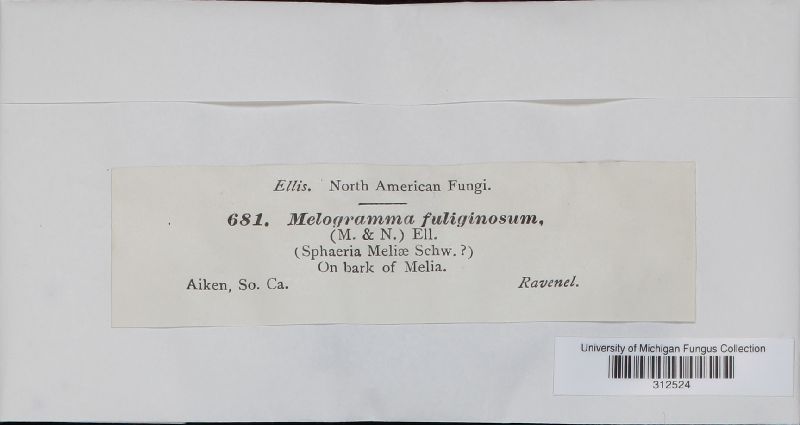 Ellis. North American Fungi.
681. Melogramma fuliginosum,
(M. & N.) Ell.
(Sphaeria Meliæ Schw. ?)
On bark of Melia.
Aiken, So. Ca. Ravenel.
University of Michigan Fungus Collection
312524